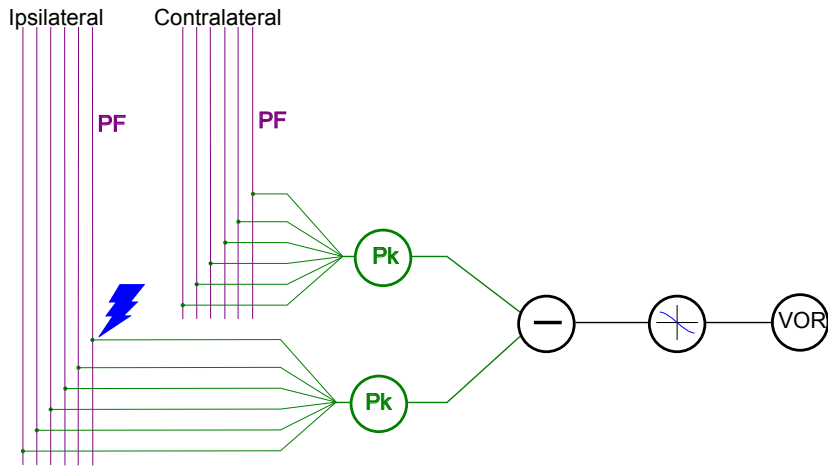 Ipsilateral
Contralateral
PF
PF
Pk
VOR
Pk